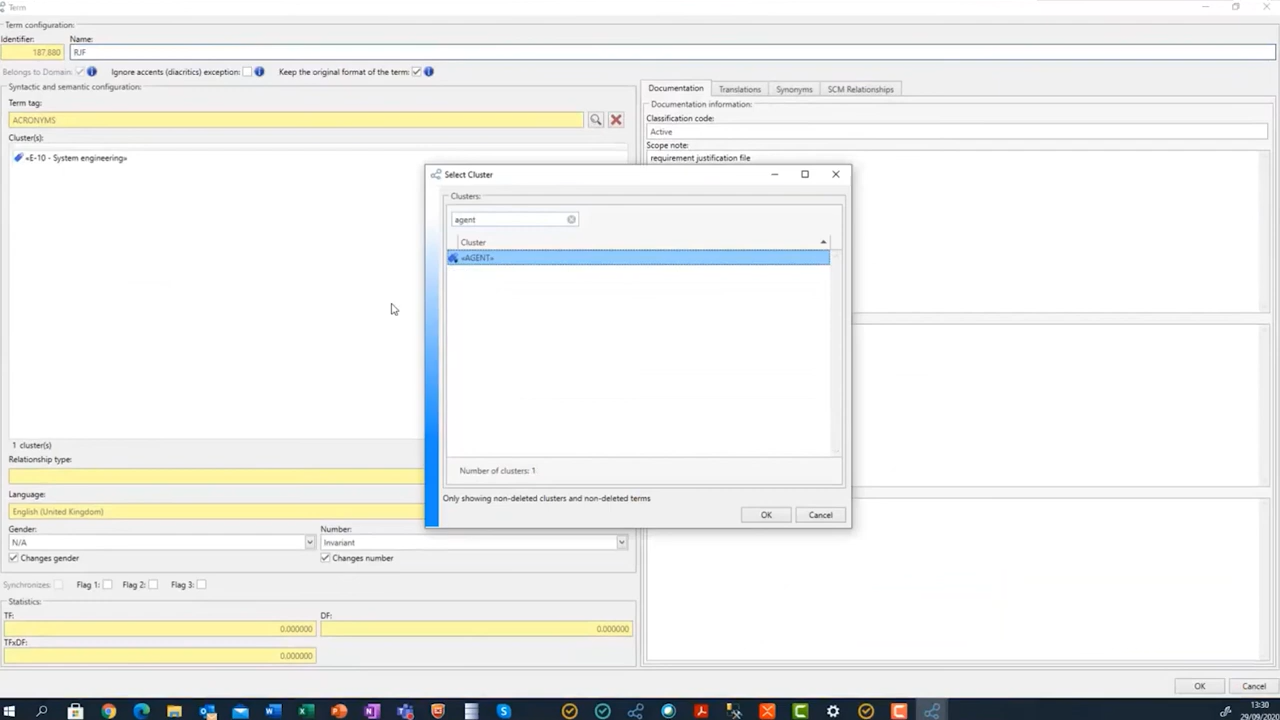 Term
Term configuration:
Identifier:
Name:
187.880
RJF
Belongs to Domain:
Ignore accents (diacritics) exception:
Keep the original format of the term:
Syntactic and semantic configuration:
Term tag:
ACRONYMS
Cluster(s):
«E-10 - System engineering»
1 cluster(s)
Relationship type:
Language:
English (United Kingdom)
Gender:
Number:
N/A
Invariant
Changes gender
Changes number
Synchronizes:
Flag 1:
Flag 2:
Flag 3:
Statistics:
TF:
DF:
0.000000
0.000000
TFxDF:
0.000000
Documentation
Translations
Synonyms
SCM Relationships
Documentation information:
Classification code:
Active
Scope note:
requirement justification file
Select Cluster
Clusters:
agent
Cluster
«AGENT»
Number of clusters: 1
Only showing non-deleted clusters and non-deleted terms
OK
Cancel
OK
Cancel
13:30
29/09/2020